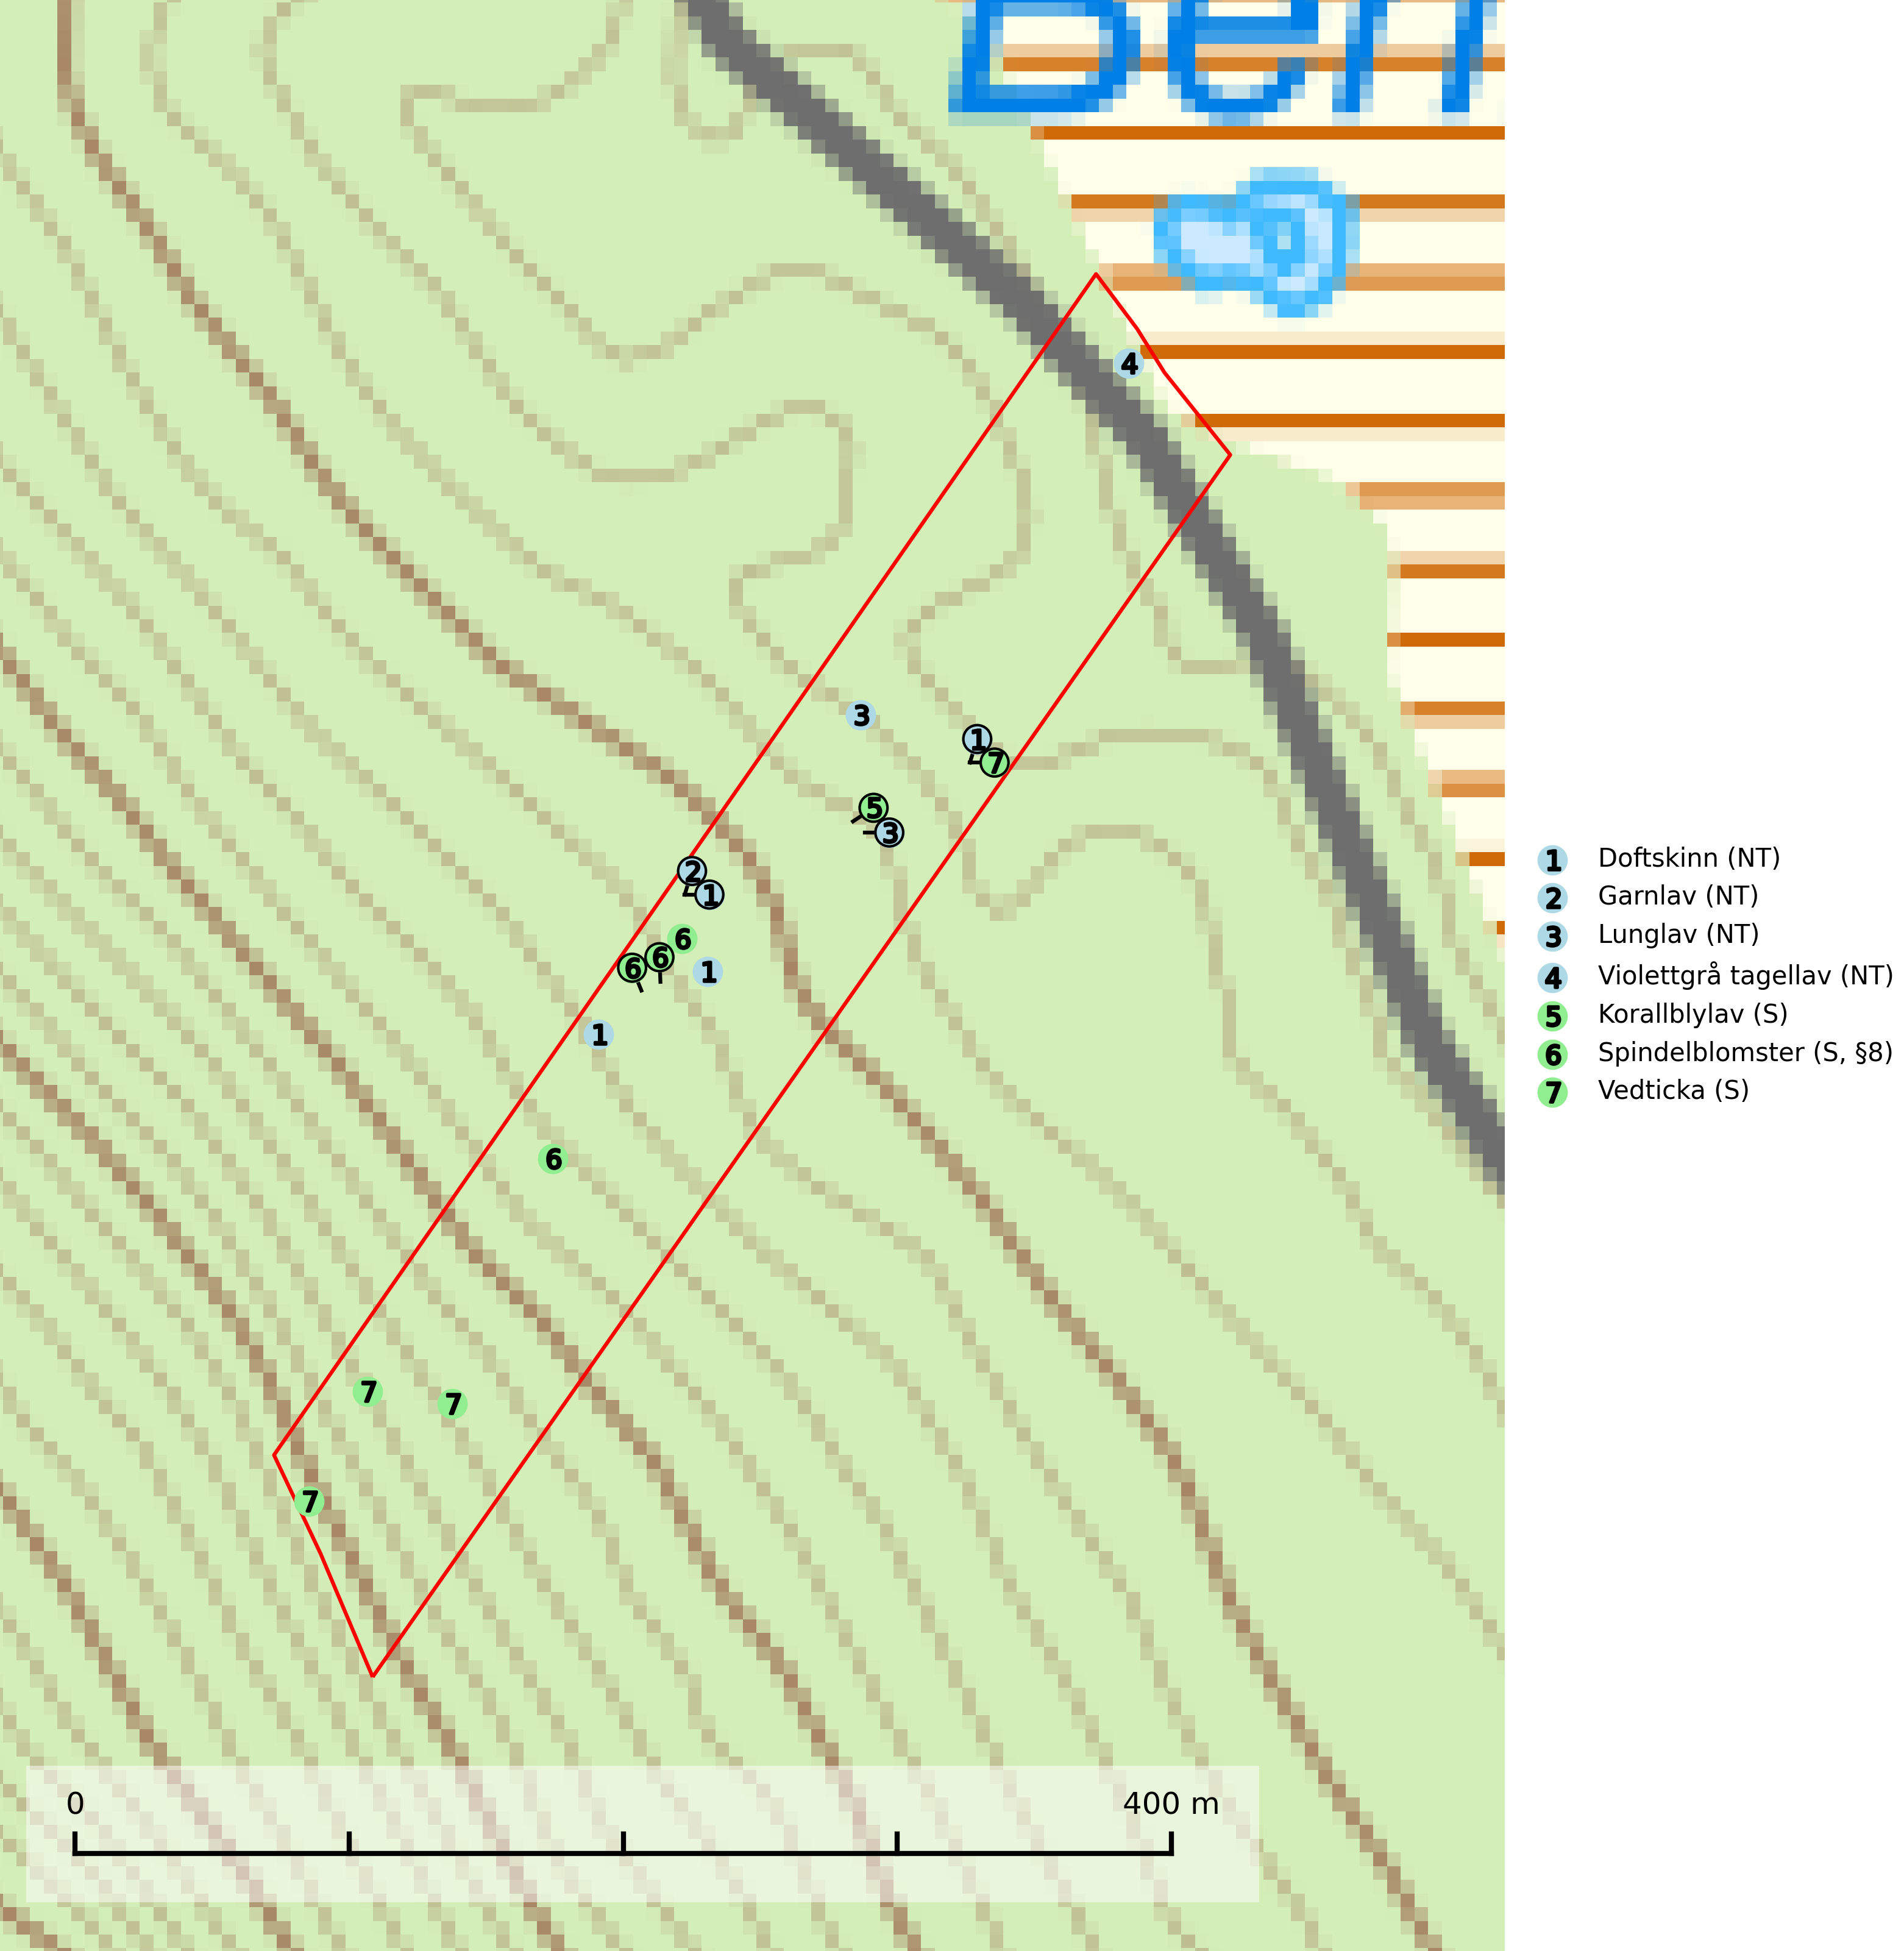 4
3
1
7
5
3
2
1
6
6
6
1
1
6
7
7
7
1 Doftskinn (NT)
2 Garnlav (NT)
3 Lunglav (NT)
4 Violettgrå tagellav (NT)
5 Korallblylav (S)
6 Spindelblomster (S, §8)
7 Vedticka (S)
0 400 m